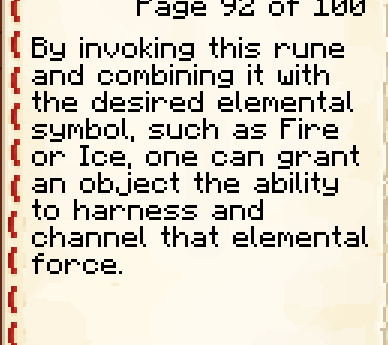 Page 92 of 100
By invoking this rune
and combining it with
the desired elemental
symbol, such as Fire
or Ice, one can grant
an object the ability
to harness and
channel that elemental
force.